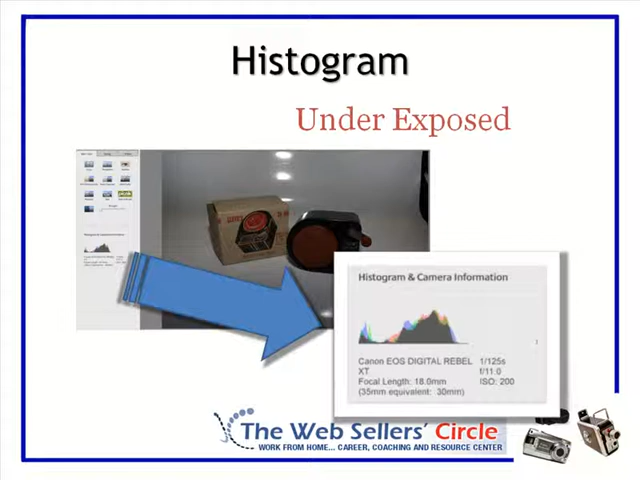 Histogram
Under Exposed
Histogram & Camera Information
Canon EOS DIGITAL REBEL 1/125s
XT f/11.0
Focal Length: 18.0mm ISO: 200
(35mm equivalent: 30mm)
The Web Sellers' Circle
WORK FROM HOME... CAREER, COACHING AND RESOURCE CENTER